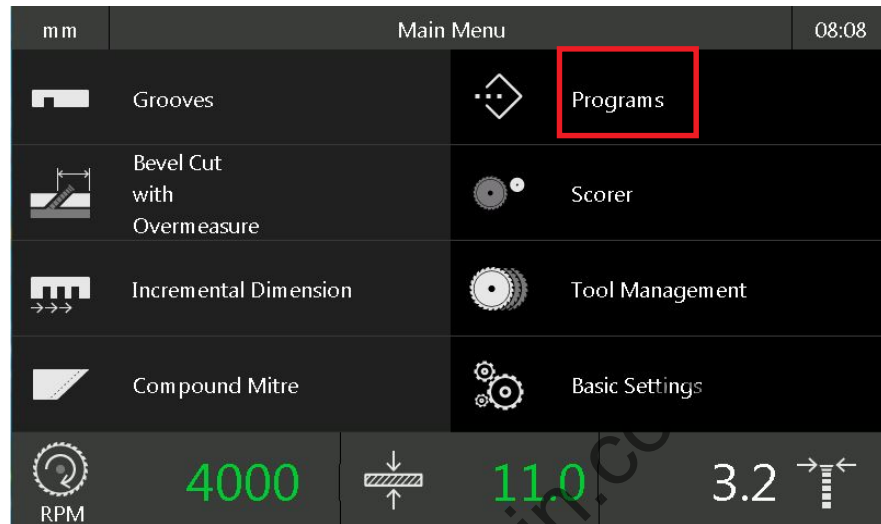 mm
Main Menu
08:08
Grooves
Programs
Bevel Cut
with
Overmeasure
Scorer
Incremental Dimension
Tool Management
Compound Mitre
Basic Settings
4000
11.0
3.2
RPM